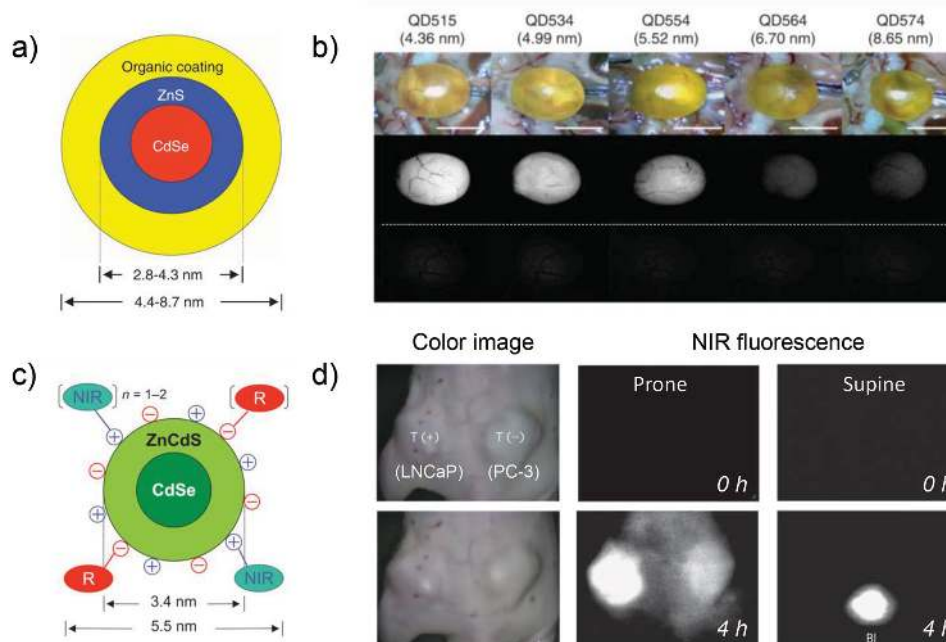 a)
Organic coating
ZnS
CdSe
2.8-4.3 nm
4.4-8.7 nm
b)
QD515 QD534 QD554 QD564 QD574
(4.36 nm) (4.99 nm) (5.52 nm) (6.70 nm) (8.65 nm)
c)
NIR n = 1–2 R
ZnCdS
CdSe
R NIR
3.4 nm
5.5 nm
d)
Color image NIR fluorescence
Prone Supine
T (+) T (−)
(LNCaP) (PC-3)
0 h 0 h
4 h 4 h
Bl